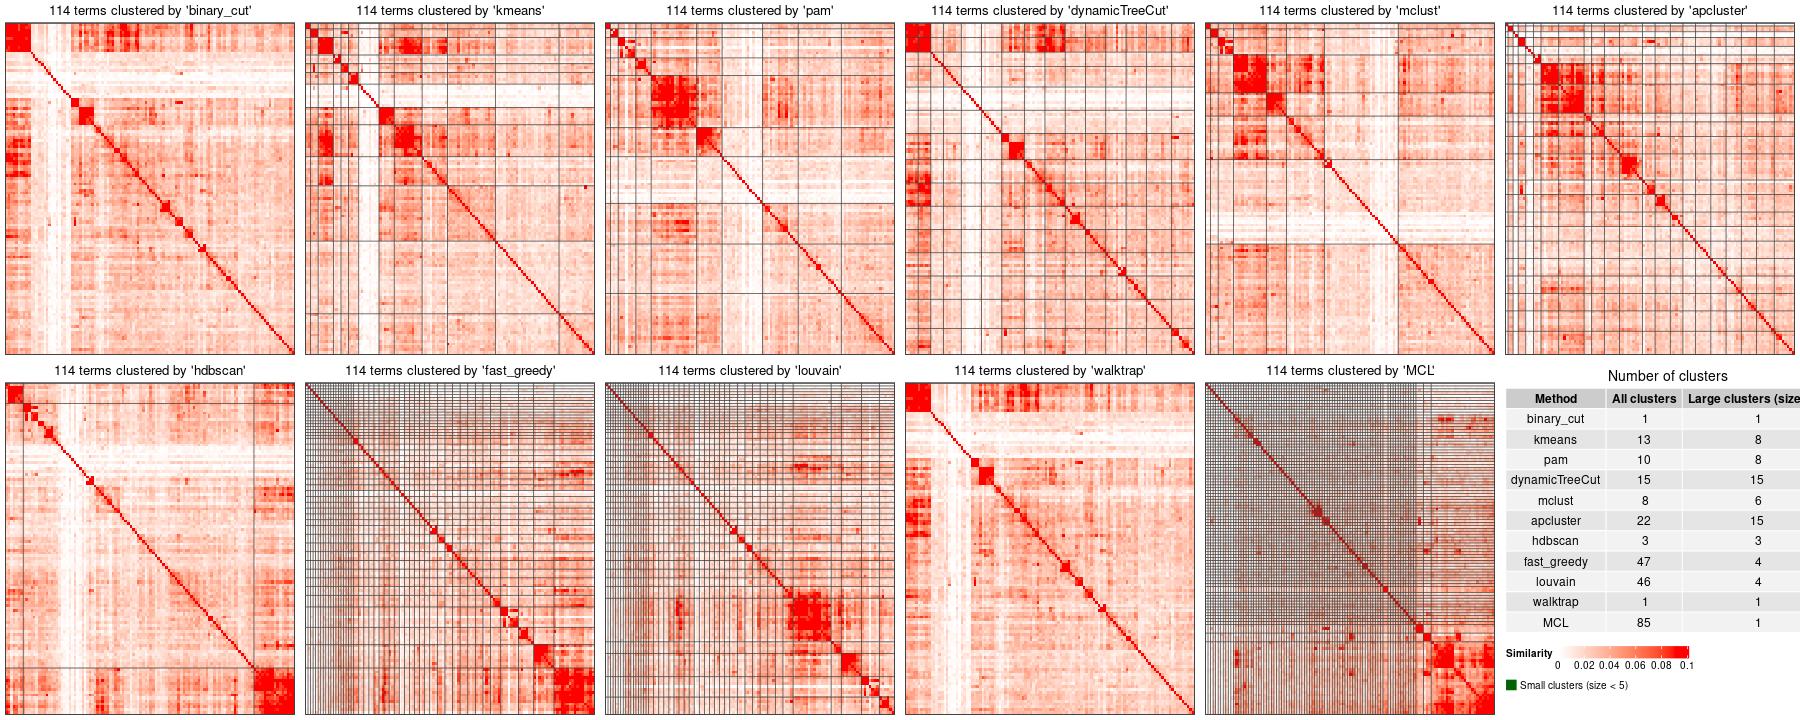 114 terms clustered by 'binary_cut'
114 terms clustered by 'kmeans'
114 terms clustered by 'pam'
114 terms clustered by 'dynamicTreeCut'
114 terms clustered by 'mclust'
114 terms clustered by 'apcluster'
114 terms clustered by 'hdbscan'
114 terms clustered by 'fast_greedy'
114 terms clustered by 'louvain'
114 terms clustered by 'walktrap'
114 terms clustered by 'MCL'
Number of clusters
Method All clusters Large clusters (size
binary_cut 1 1
kmeans 13 8
pam 10 8
dynamicTreeCut 15 15
mclust 8 6
apcluster 22 15
hdbscan 3 3
fast_greedy 47 4
louvain 46 4
walktrap 1 1
MCL 85 1
Similarity
0 0.02 0.04 0.06 0.08 0.1
Small clusters (size < 5)